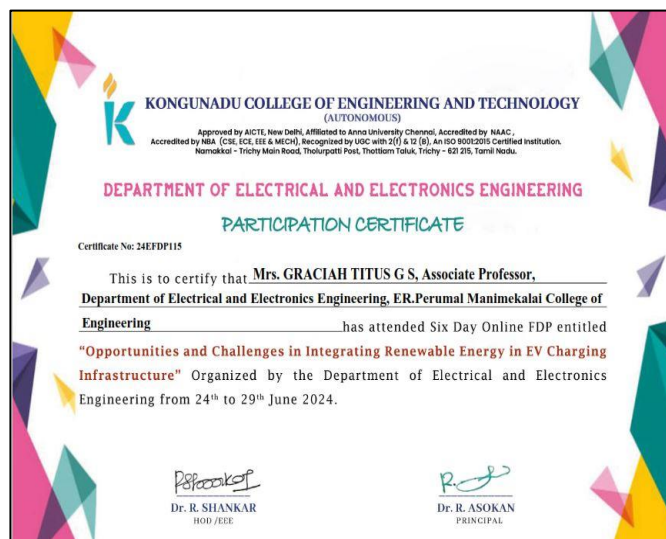 KONGUNADU COLLEGE OF ENGINEERING AND TECHNOLOGY
(AUTONOMOUS)
Approved by AICTE, New Delhi, Affiliated to Anna University Chennai, Accredited by NAAC ,
Accredited by NBA (CSE, ECE, EEE & MECH), Recognized by UGC with 2(f) & 12 (B), An ISO 9001:2015 Certified Institution.
Namakkal - Trichy Main Road, Tholurpatti Post, Thottiam Taluk, Trichy - 621 215, Tamil Nadu.
DEPARTMENT OF ELECTRICAL AND ELECTRONICS ENGINEERING
PARTICIPATION CERTIFICATE
Certificate No: 24EFDP115
This is to certify that Mrs. GRACIAH TITUS G S, Associate Professor,
Department of Electrical and Electronics Engineering, ER.Perumal Manimekalai College of
Engineering has attended Six Day Online FDP entitled
“Opportunities and Challenges in Integrating Renewable Energy in EV Charging
Infrastructure” Organized by the Department of Electrical and Electronics
Engineering from 24th to 29th June 2024.
Dr. R. SHANKAR
HOD /EEE
Dr. R. ASOKAN
PRINCIPAL